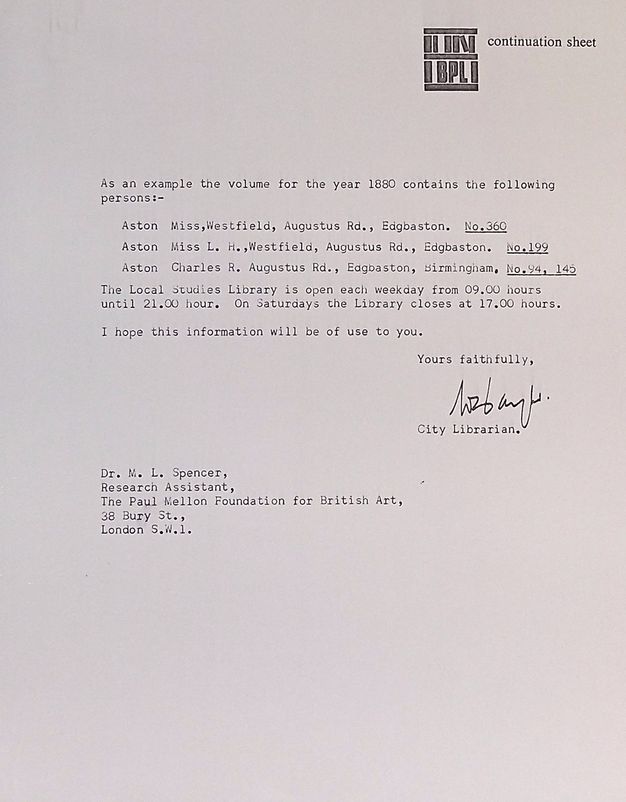 continuation sheet
BPL
As an example the volume for the year 1880 contains the following
persons:-
Aston Miss,Westfield, Augustus Rd., Edgbaston. No.360
Aston Miss L. H.,Westfield, Augustus Rd., Edgbaston. No.199
Aston Charles R. Augustus Rd., Edgbaston, Birmingham, No.94, 145
The Local Studies Library is open each weekday from 09.00 hours
until 21.00 hour. On Saturdays the Library closes at 17.00 hours.
I hope this information will be of use to you.
Yours faithfully,
City Librarian.
Dr. M. L. Spencer,
Research Assistant,
The Paul Mellon Foundation for British Art,
38 Bury St.,
London S.W.1.